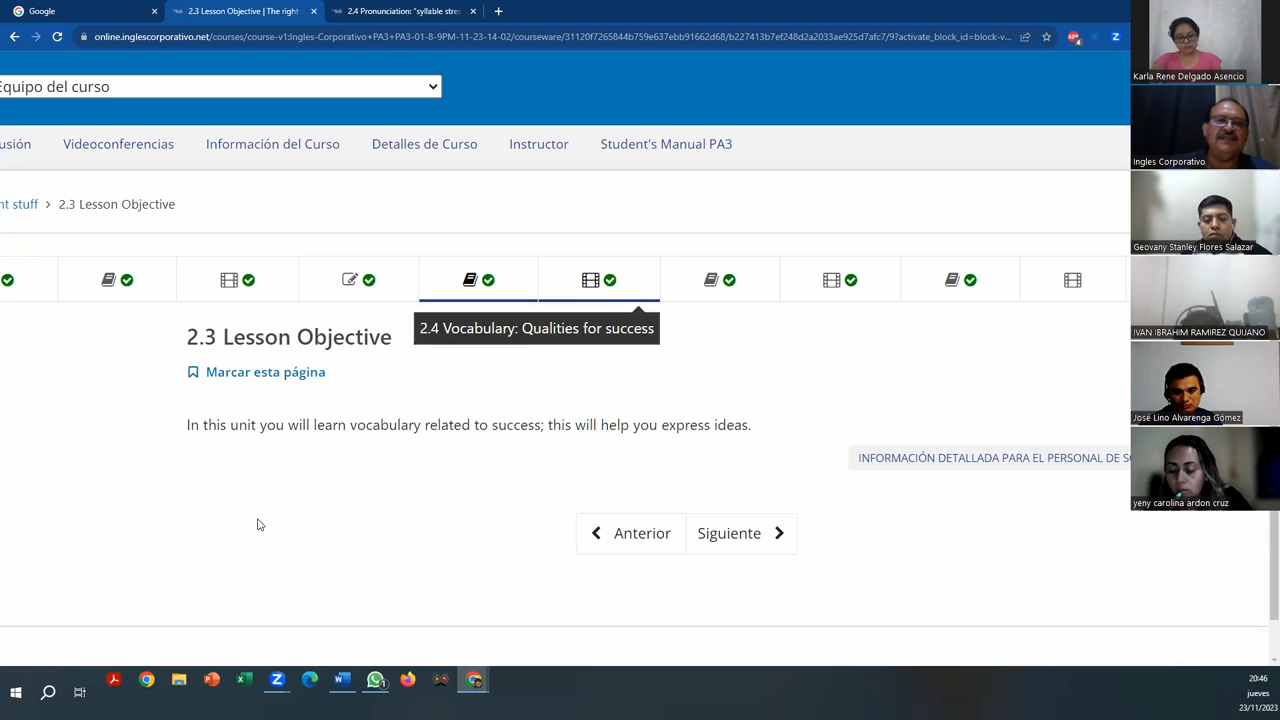 Google
2.3 Lesson Objective | The right
2.4 Pronunciation: "syllable stres
online.inglescorporativo.net/courses/course-v1:Ingles-Corporativo+PA3+PA3-01-8-9PM-11-23-14-02/courseware/31120f7265844b759e637ebb91662d68/b227413b7ef248d2a2033ae925d7afc7/9?activate_block_id=block-v...
Equipo del curso
usión
Videoconferencias
Información del Curso
Detalles de Curso
Instructor
Student's Manual PA3
nt stuff > 2.3 Lesson Objective
2.4 Vocabulary: Qualities for success
2.3 Lesson Objective
Marcar esta página
In this unit you will learn vocabulary related to success; this will help you express ideas.
INFORMACIÓN DETALLADA PARA EL PERSONAL DE S
Anterior
Siguiente
Karla Rene Delgado Asencio
Ingles Corporativo
Geovany Stanley Flores Salazar
IVAN IBRAHIM RAMIREZ QUIJANO
José Lino Alvarenga Gómez
yeny carolina ardon cruz
20:46
jueves
23/11/2023